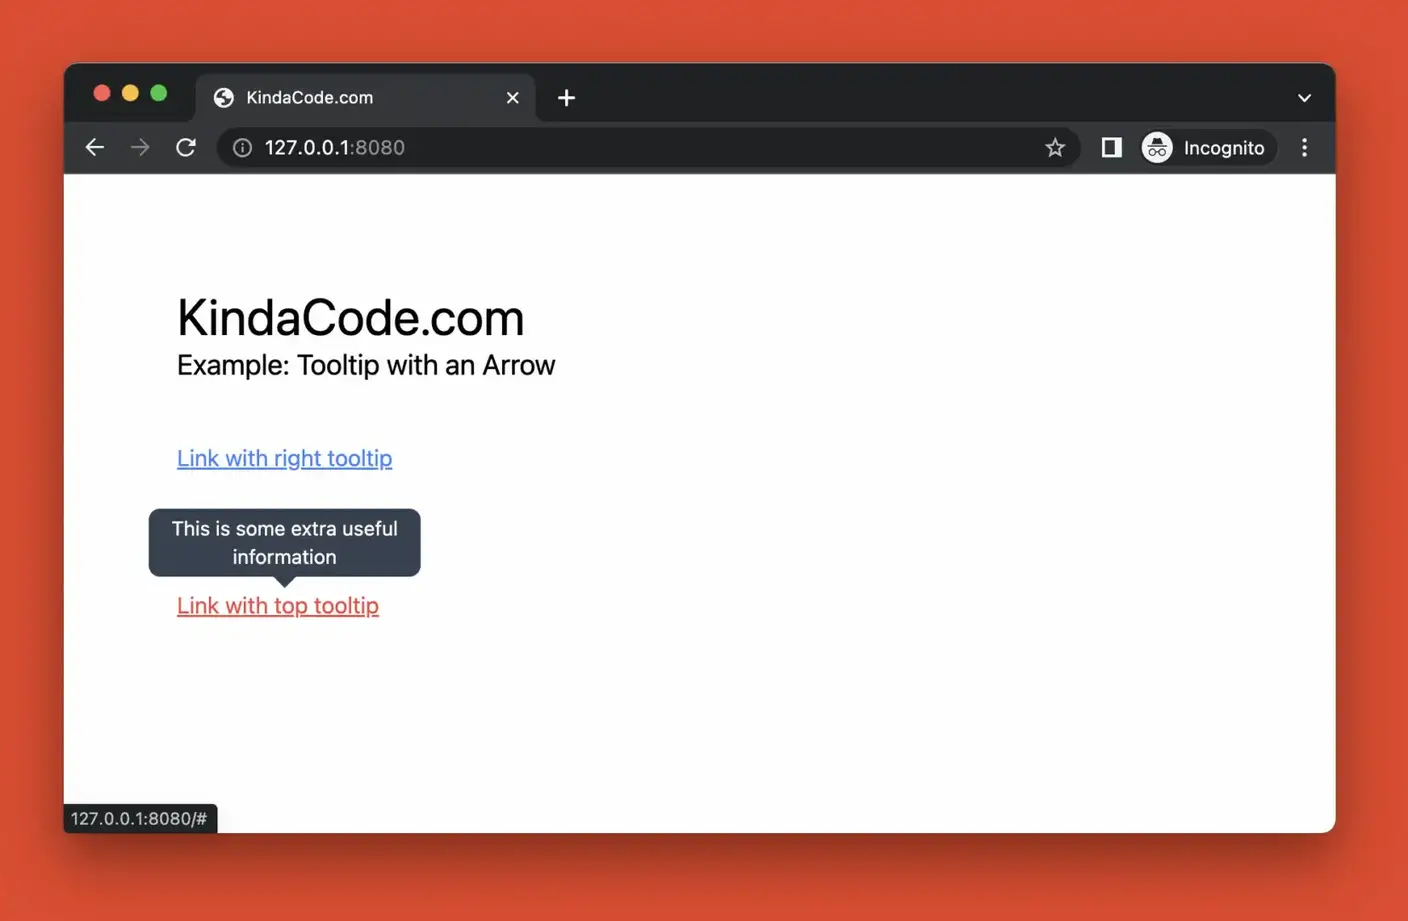 KindaCode.com
127.0.0.1:8080
Incognito
KindaCode.com
Example: Tooltip with an Arrow
Link with right tooltip
This is some extra useful
information
Link with top tooltip
127.0.0.1:8080/#